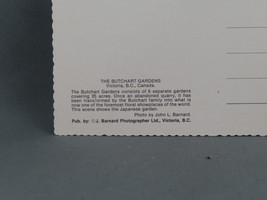 THE BUTCHART GARDENS
Victoria, B.C., Canada.
The Butchart Gardens consists of 6 separate gardens
covering 35 acres. Once an abandoned quarry, it has
been transformed by the Butchart family into what is
now one of the foremost floral showplaces of the world.
This scene shows the Japanese garden.
Photo by John L. Barnard.
Pub. by: © J. Barnard Photographer Ltd., Victoria, B.C.